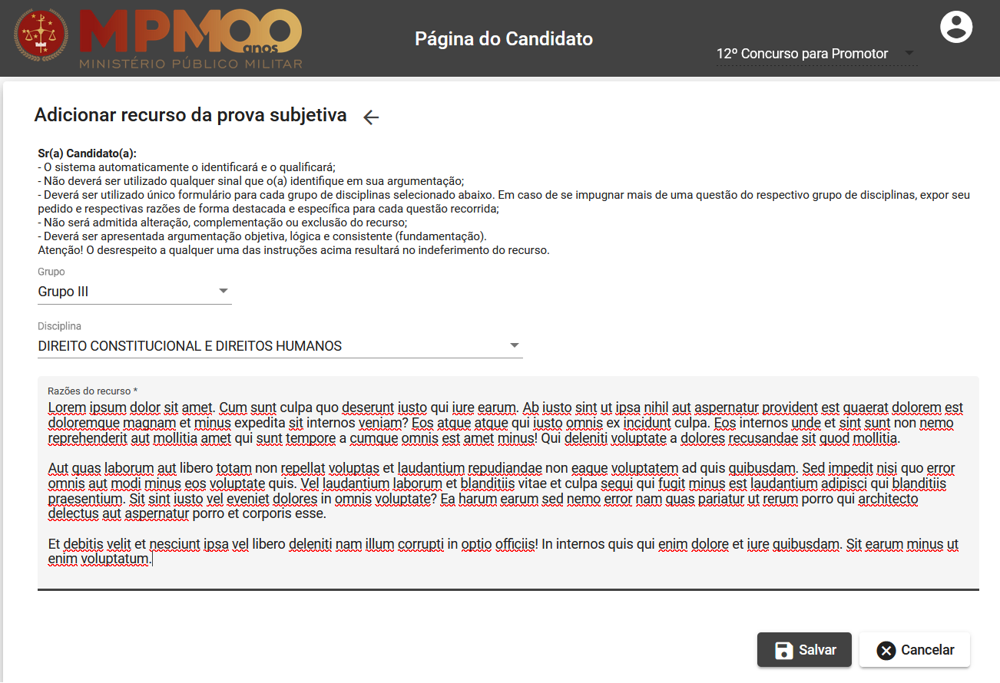 MPM100
anos
MINISTÉRIO PÚBLICO MILITAR
Página do Candidato
12º Concurso para Promotor
Adicionar recurso da prova subjetiva
Sr(a) Candidato(a):
- O sistema automaticamente o identificará e o qualificará;
- Não deverá ser utilizado qualquer sinal que o(a) identifique em sua argumentação;
- Deverá ser utilizado único formulário para cada grupo de disciplinas selecionado abaixo. Em caso de se impugnar mais de uma questão do respectivo grupo de disciplinas, expor seu
pedido e respectivas razões de forma destacada e específica para cada questão recorrida;
- Não será admitida alteração, complementação ou exclusão do recurso;
- Deverá ser apresentada argumentação objetiva, lógica e consistente (fundamentação).
Atenção! O desrespeito a qualquer uma das instruções acima resultará no indeferimento do recurso.
Grupo
Grupo III
Disciplina
DIREITO CONSTITUCIONAL E DIREITOS HUMANOS
Razões do recurso *
Lorem ipsum dolor sit amet. Cum sunt culpa quo deserunt iusto qui iure earum. Ab iusto sint ut ipsa nihil aut aspernatur provident est quaerat dolorem est
doloremque magnam et minus expedita sit internos veniam? Eos atque atque qui iusto omnis ex incidunt culpa. Eos internos unde et sint sunt non nemo
reprehenderit aut mollitia amet qui sunt tempore a cumque omnis est amet minus! Qui deleniti voluptate a dolores recusandae sit quod mollitia.
Aut quas laborum aut libero totam non repellat voluptas et laudantium repudiandae non eaque voluptatem ad quis quibusdam. Sed impedit nisi quo error
omnis aut modi minus eos voluptate quis. Vel laudantium laborum et blanditiis vitae et culpa sequi qui fugit minus est laudantium adipisci qui blanditiis
praesentium. Sit sint iusto vel eveniet dolores in omnis voluptate? Ea harum earum sed nemo error nam quas pariatur ut rerum porro qui architecto
delectus aut aspernatur porro et corporis esse.
Et debitis velit et nesciunt ipsa vel libero deleniti nam illum corrupti in optio officiis! In internos quis qui enim dolore et iure quibusdam. Sit earum minus ut
enim voluptatum.
Salvar
Cancelar